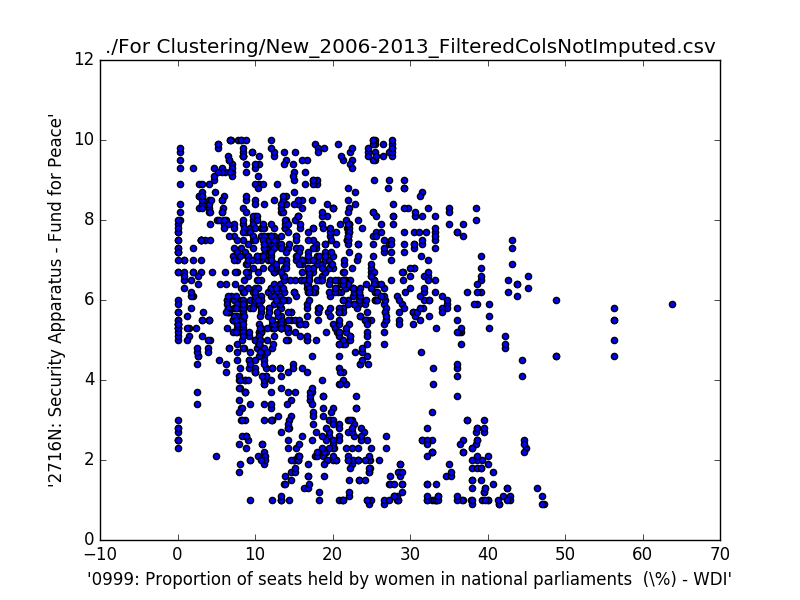 ./For Clustering/New_2006-2013_FilteredColsNotImputed.csv
12
10
8
6
4
2
0
'2716N: Security Apparatus - Fund for Peace'
−10 0 10 20 30 40 50 60 70
'0999: Proportion of seats held by women in national parliaments (\%) - WDI'